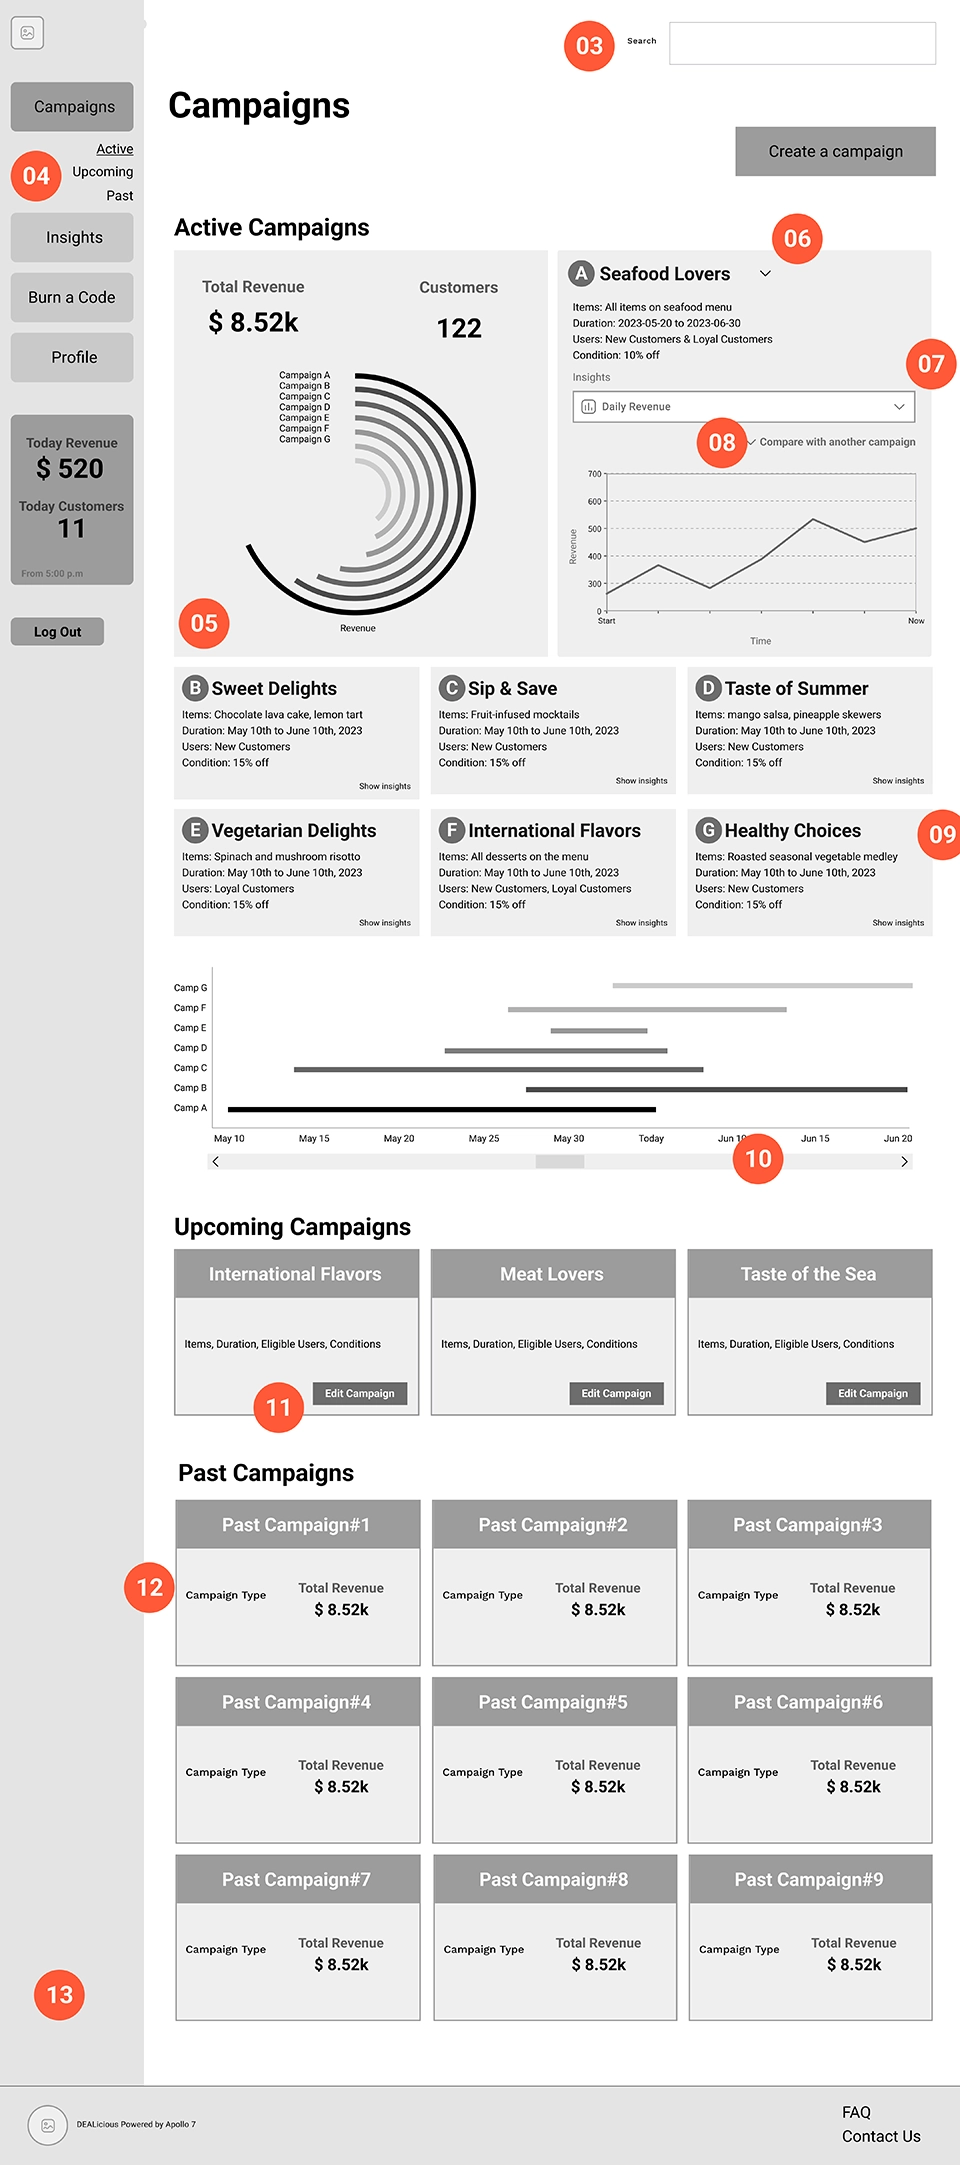 03
Search
Campaigns
Campaigns
Create a campaign
Active
04
Upcoming
Past
Insights
Burn a Code
Profile
Today Revenue
$ 520
Today Customers
11
From 5:00 p.m
Log Out
Active Campaigns
Total Revenue
$ 8.52k
Customers
122
Campaign A
Campaign B
Campaign C
Campaign D
Campaign E
Campaign F
Campaign G
05
Revenue
06
A Seafood Lovers
Items: All items on seafood menu
Duration: 2023-05-20 to 2023-06-30
Users: New Customers & Loyal Customers
Condition: 10% off
07
Insights
Daily Revenue
08
Compare with another campaign
700
600
500
400
300
0
Revenue
Start
Now
Time
B Sweet Delights
Items: Chocolate lava cake, lemon tart
Duration: May 10th to June 10th, 2023
Users: New Customers
Condition: 15% off
Show insights
C Sip & Save
Items: Fruit-infused mocktails
Duration: May 10th to June 10th, 2023
Users: New Customers
Condition: 15% off
Show insights
D Taste of Summer
Items: mango salsa, pineapple skewers
Duration: May 10th to June 10th, 2023
Users: New Customers
Condition: 15% off
Show insights
E Vegetarian Delights
Items: Spinach and mushroom risotto
Duration: May 10th to June 10th, 2023
Users: Loyal Customers
Condition: 15% off
Show insights
F International Flavors
Items: All desserts on the menu
Duration: May 10th to June 10th, 2023
Users: New Customers, Loyal Customers
Condition: 15% off
Show insights
G Healthy Choices
09
Items: Roasted seasonal vegetable medley
Duration: May 10th to June 10th, 2023
Users: New Customers
Condition: 15% off
Show insights
Camp G
Camp F
Camp E
Camp D
Camp C
Camp B
Camp A
May 10 May 15 May 20 May 25 May 30 Today Jun 10 Jun 15 Jun 20
10
Upcoming Campaigns
International Flavors
Items, Duration, Eligible Users, Conditions
Edit Campaign
11
Meat Lovers
Items, Duration, Eligible Users, Conditions
Edit Campaign
Taste of the Sea
Items, Duration, Eligible Users, Conditions
Edit Campaign
Past Campaigns
12
Past Campaign#1
Campaign Type
Total Revenue
$ 8.52k
Past Campaign#2
Campaign Type
Total Revenue
$ 8.52k
Past Campaign#3
Campaign Type
Total Revenue
$ 8.52k
Past Campaign#4
Campaign Type
Total Revenue
$ 8.52k
Past Campaign#5
Campaign Type
Total Revenue
$ 8.52k
Past Campaign#6
Campaign Type
Total Revenue
$ 8.52k
Past Campaign#7
Campaign Type
Total Revenue
$ 8.52k
Past Campaign#8
Campaign Type
Total Revenue
$ 8.52k
Past Campaign#9
Campaign Type
Total Revenue
$ 8.52k
13
DEALicious Powered by Apollo 7
FAQ
Contact Us